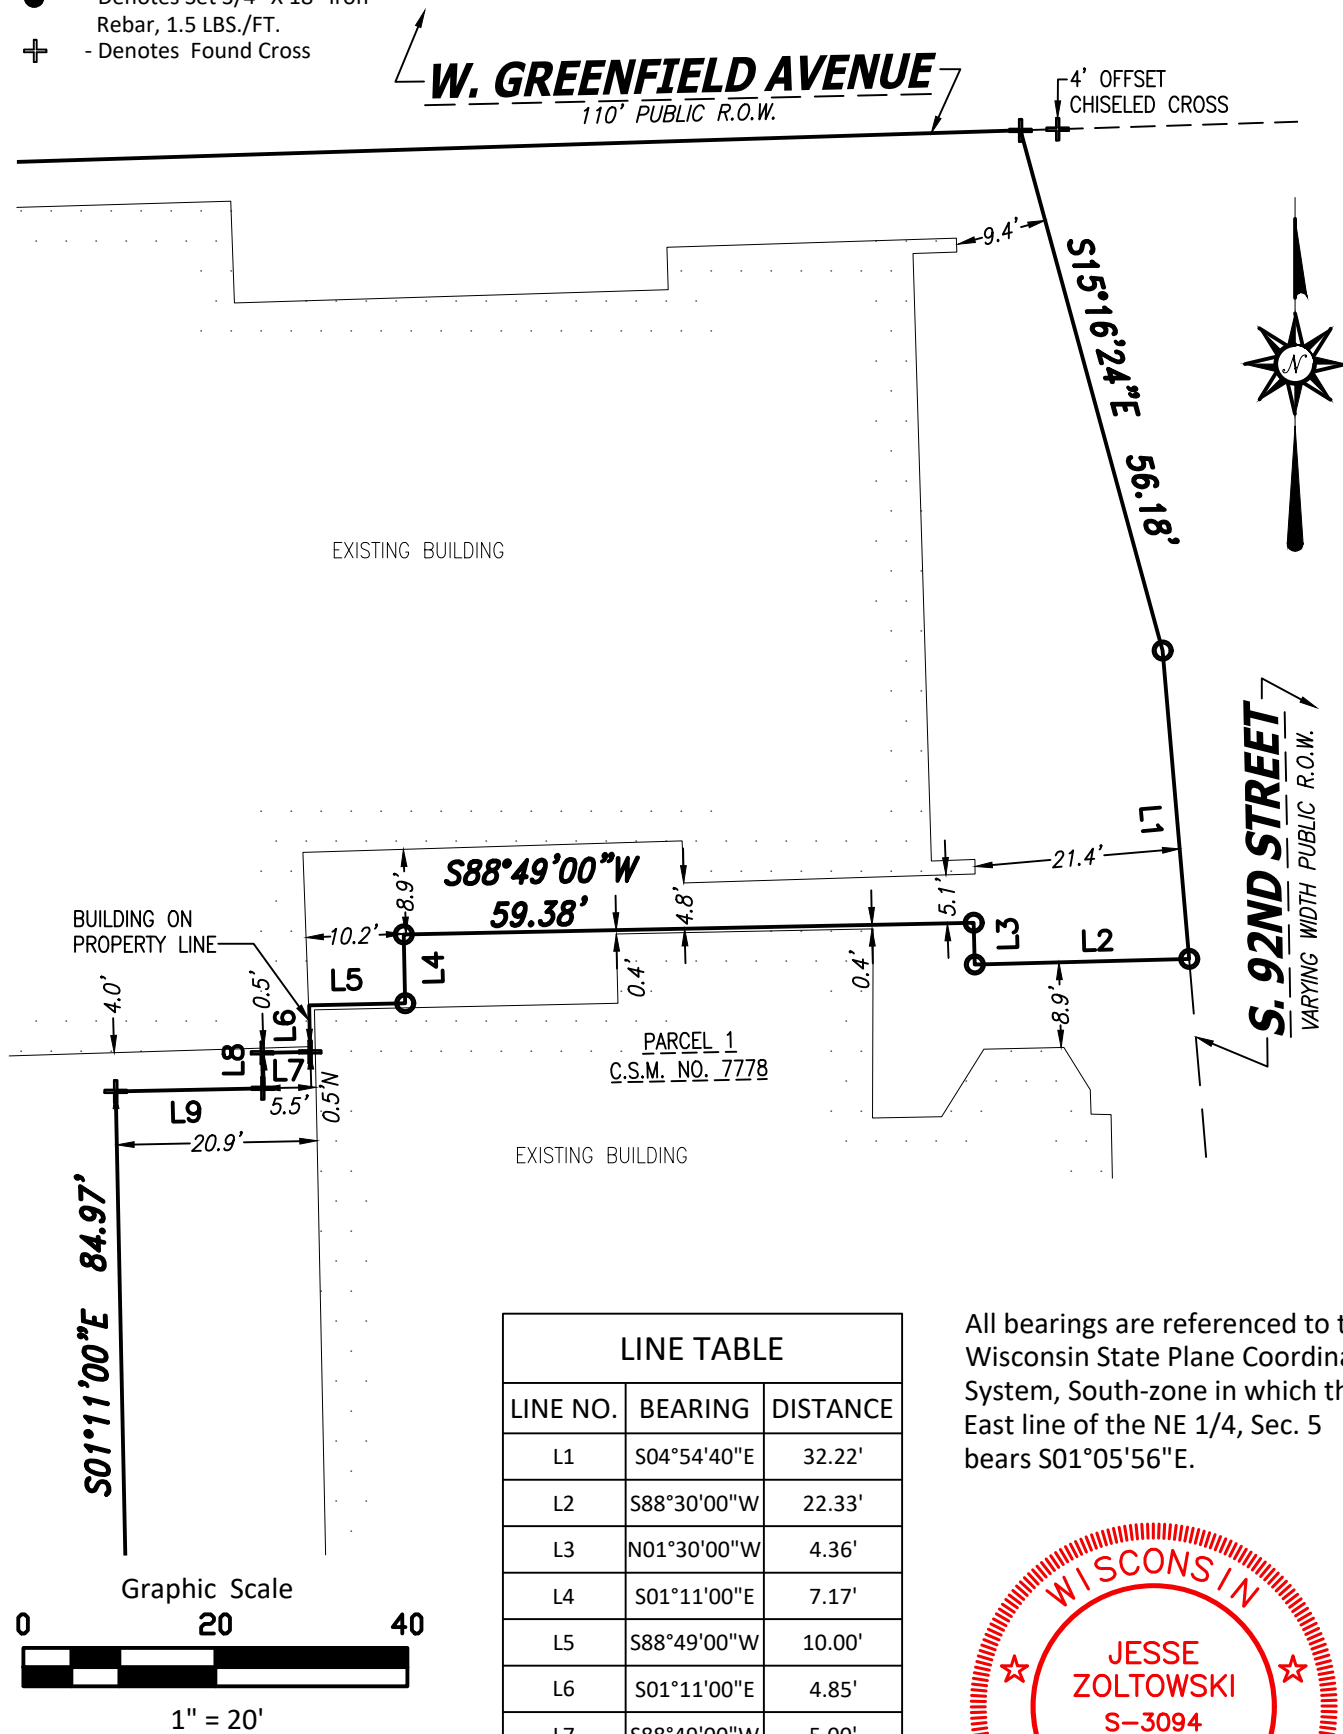 Rebar, 1.5 LBS./FT.
- Denotes Found Cross
W. GREENFIELD AVENUE
110' PUBLIC R.O.W.
4' OFFSET
CHISELED CROSS
9.4'
S15°16'24"E 56.18'
N
EXISTING BUILDING
L1
S. 92ND STREET
VARYING WIDTH PUBLIC R.O.W.
21.4'
S88°49'00"W
59.38'
8.9'
4.8'
5.1'
BUILDING ON
PROPERTY LINE
10.2'
L3
L2
L4
L5
0.4'
0.4'
8.9'
4.0'
0.5'
L6
L8
L7
PARCEL 1
C.S.M. NO. 7778
L9
5.5'
0.5'N
20.9'
EXISTING BUILDING
S01°11'00"E 84.97'
LINE TABLE
LINE NO. BEARING DISTANCE
L1 S04°54'40"E 32.22'
L2 S88°30'00"W 22.33'
L3 N01°30'00"W 4.36'
L4 S01°11'00"E 7.17'
L5 S88°49'00"W 10.00'
L6 S01°11'00"E 4.85'
L7 S88°49'00"W 5.00'
All bearings are referenced to
Wisconsin State Plane
System, South-zone in which
East line of the NE 1/4, Sec. 5
bears S01°05'56"E.
Graphic Scale
0 20 40
1" = 20'
WISCONSIN
JESSE
ZOLTOWSKI
S-3094